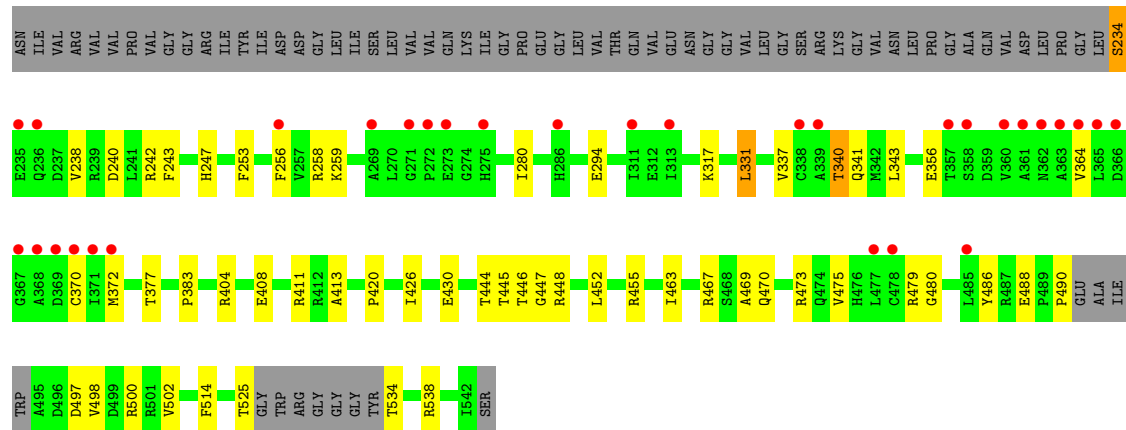 ASN ILE VAL ARG VAL VAL PRO VAL GLY GLY ARG ILE TYR ILE ASP ASP GLY LEU ILE SER LEU VAL VAL GLN LYS ILE GLY PRO GLU GLY LEU VAL THR GLN VAL GLU ASN GLY GLY VAL LEU GLY SER ARG LYS GLY VAL ASN LEU PRO GLY ALA GLN VAL ASP LEU PRO GLY LEU S234
E235 Q236 D237 V238 R239 D240 L241 R242 F243 H247 F253 F256 V257 R258 K259 A269 L270 G271 P272 E273 G274 H275 I280 H286 E294 I311 E312 I313 K317 L331 V337 C338 A339 T340 Q341 M342 L343 E356 T357 S358 D359 V360 A361 N362 A363 V364 L365 D366
G367 A368 D369 C370 I371 M372 T377 P383 R404 E408 R411 R412 A413 P420 I426 E430 T444 T445 T446 G447 R448 L452 R455 I463 R467 S468 A469 Q470 R473 Q474 V475 H476 L477 C478 R479 G480 L485 Y486 R487 E488 P489 P490 GLU ALA ILE
TRP A495 D496 D497 V498 D499 R500 R501 V502 F514 T525 GLY TRP ARG GLY GLY GLY TYR T534 R538 I542 SER